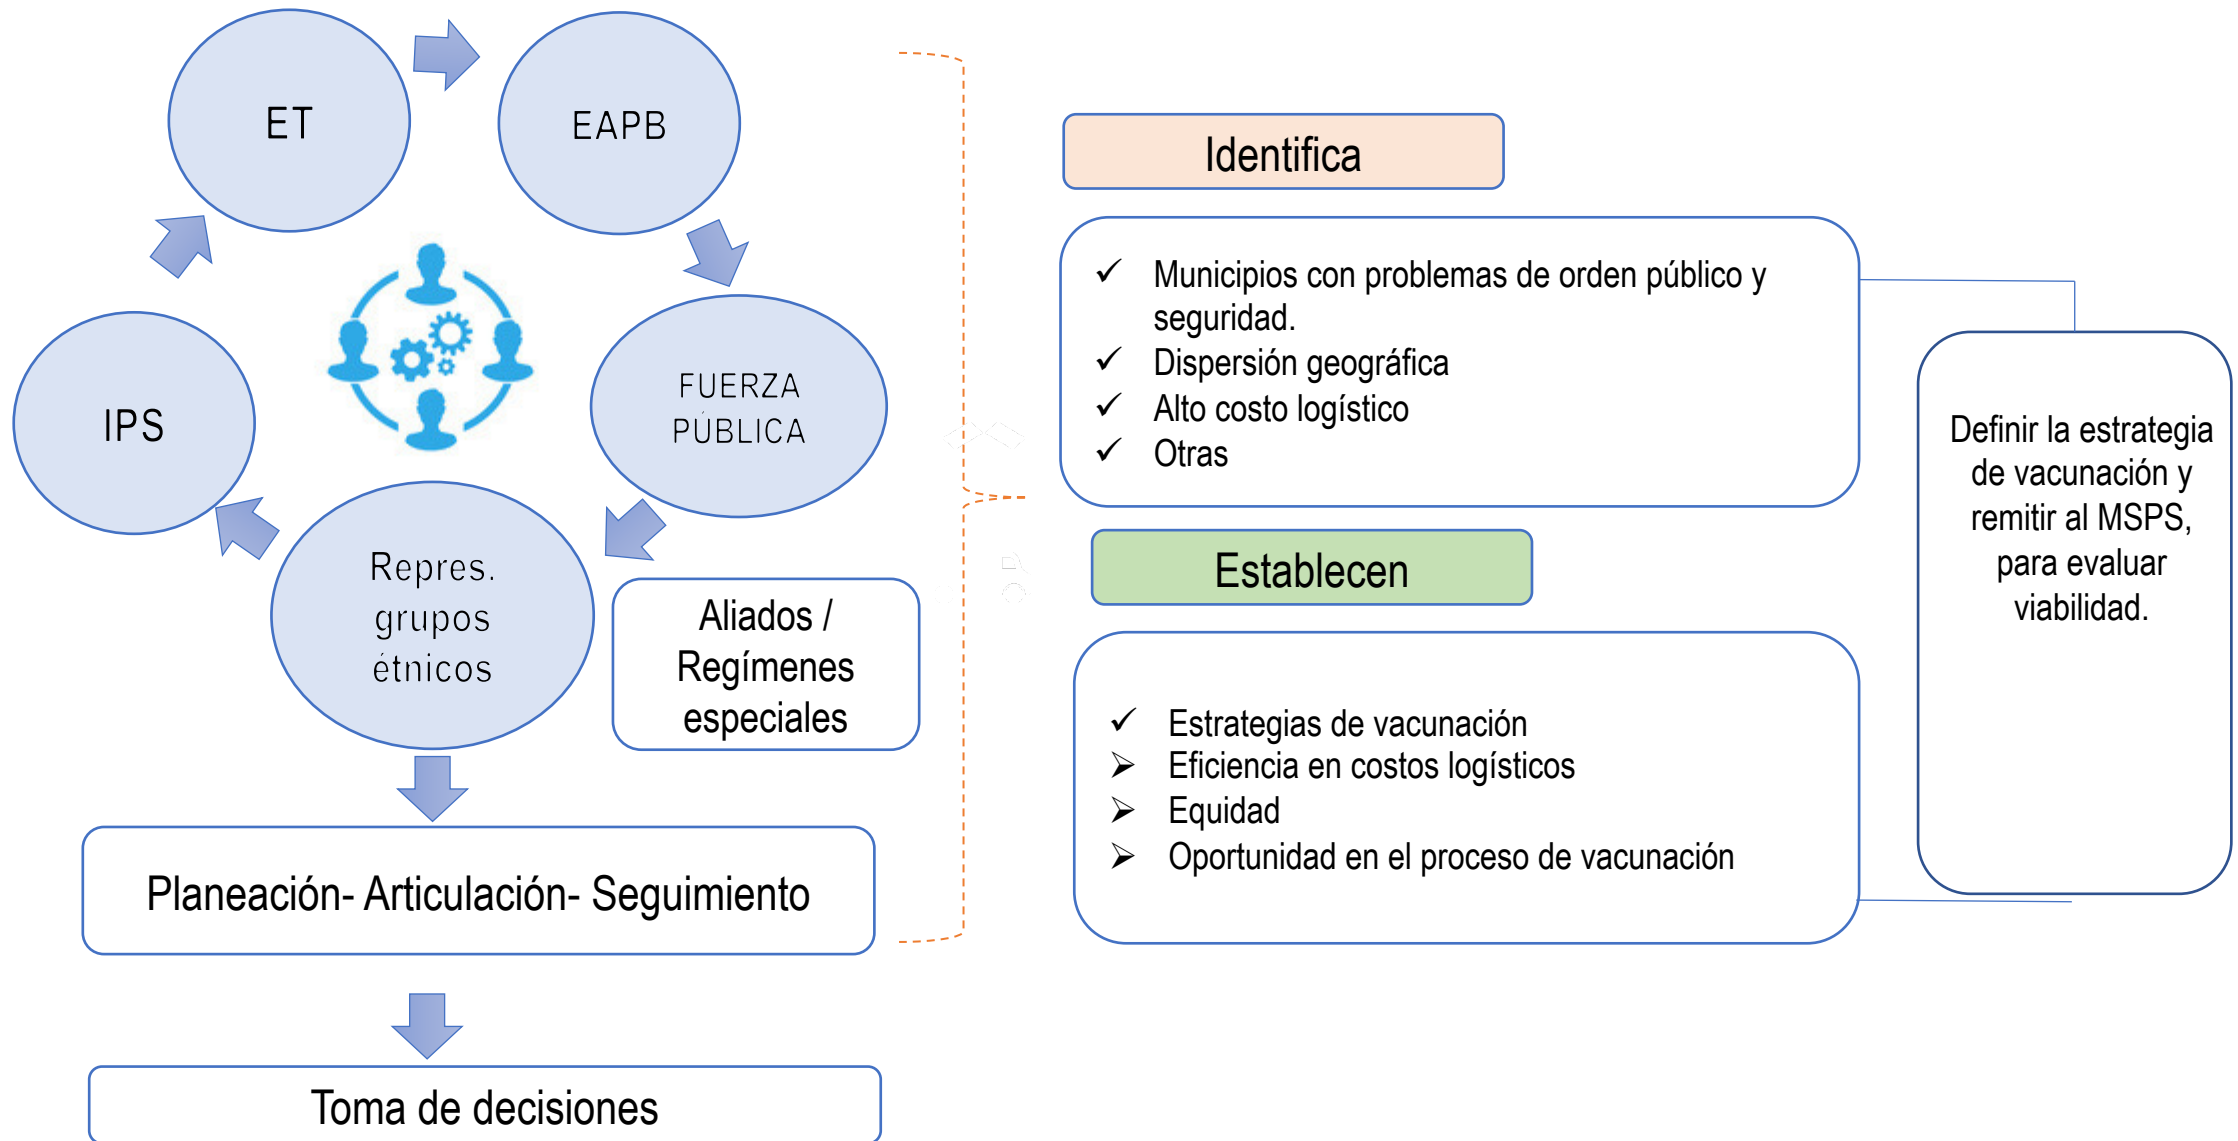 ET
EAPB
FUERZA
PÚBLICA
Repres.
grupos
étnicos
IPS
Aliados /
Regímenes
especiales
Planeación- Articulación- Seguimiento
Toma de decisiones
Identifica
Municipios con problemas de orden público y
seguridad.
Dispersión geográfica
Alto costo logístico
Otras
Establecen
Estrategias de vacunación
Eficiencia en costos logísticos
Equidad
Oportunidad en el proceso de vacunación
Definir la estrategia
de vacunación y
remitir al MSPS,
para evaluar
viabilidad.